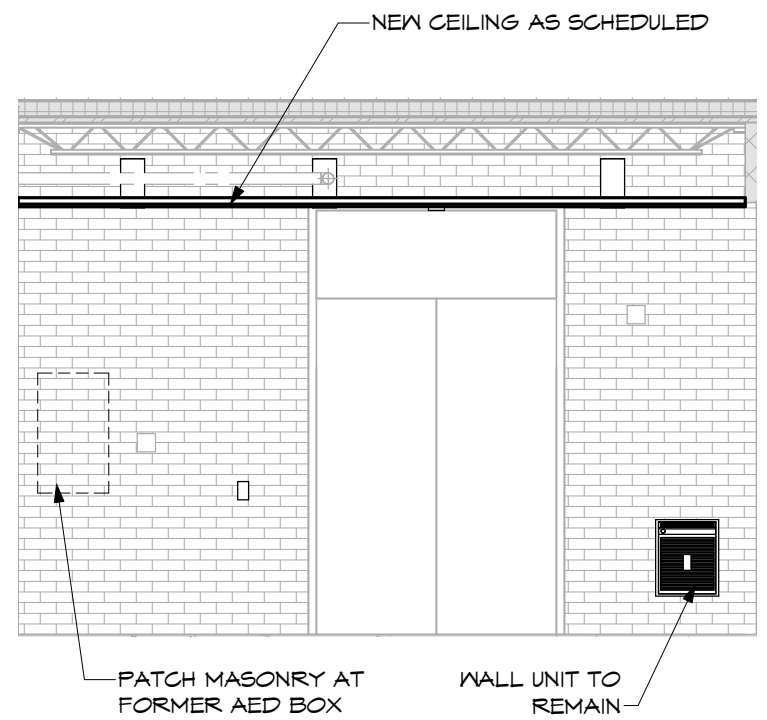 NEW CEILING AS SCHEDULED
PATCH MASONRY AT
FORMER AED BOX
WALL UNIT TO
REMAIN